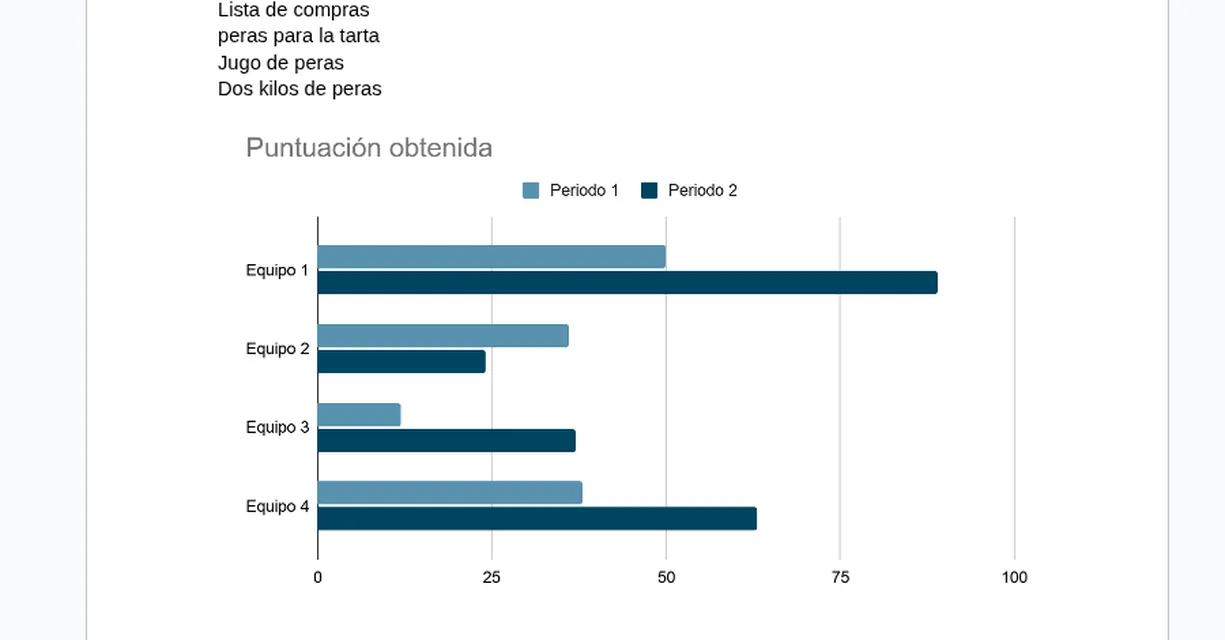 Lista de compras
peras para la tarta
Jugo de peras
Dos kilos de peras
Puntuación obtenida
Periodo 1 Periodo 2
Equipo 1
Equipo 2
Equipo 3
Equipo 4
0 25 50 75 100